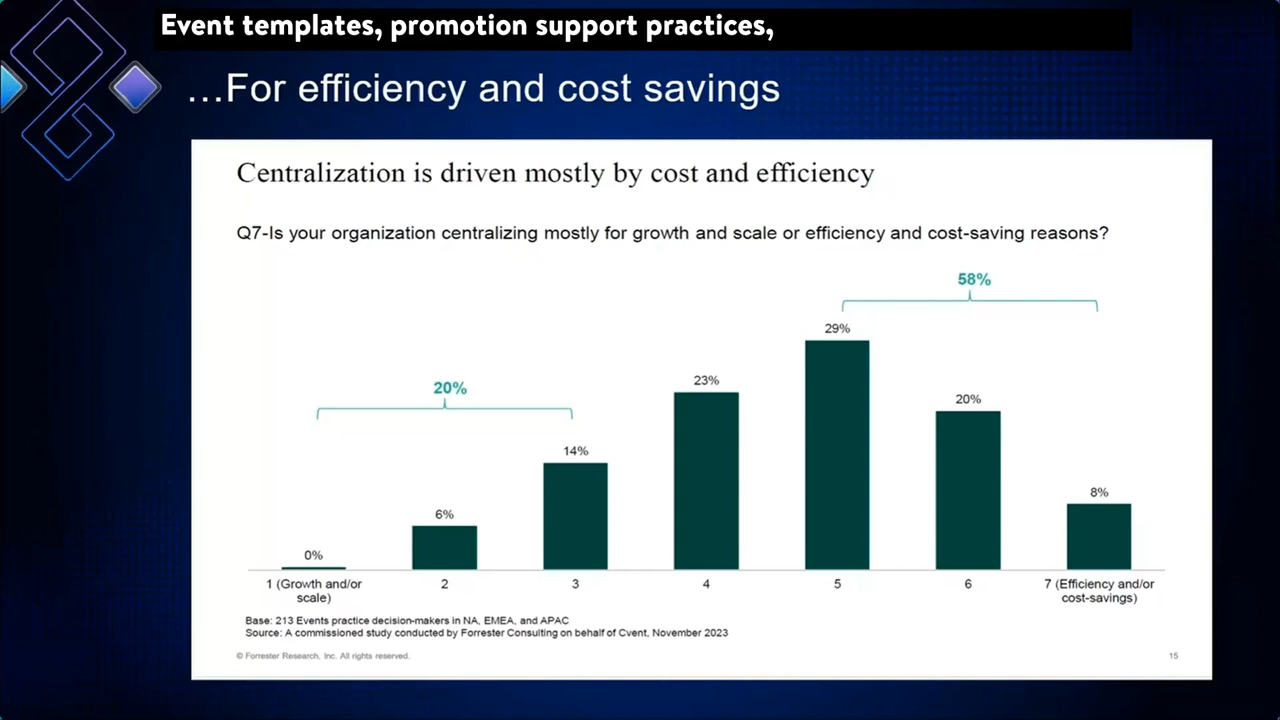 Event templates, promotion support practices,
…For efficiency and cost savings
Centralization is driven mostly by cost and efficiency
Q7-Is your organization centralizing mostly for growth and scale or efficiency and cost-saving reasons?
58%
29%
20%
23%
20%
14%
8%
6%
0%
1 (Growth and/or
scale)
2
3
4
5
6
7 (Efficiency and/or
cost-savings)
Base: 213 Events practice decision-makers in NA, EMEA, and APAC
Source: A commissioned study conducted by Forrester Consulting on behalf of Cvent, November 2023
© Forrester Research, Inc. All rights reserved.
15